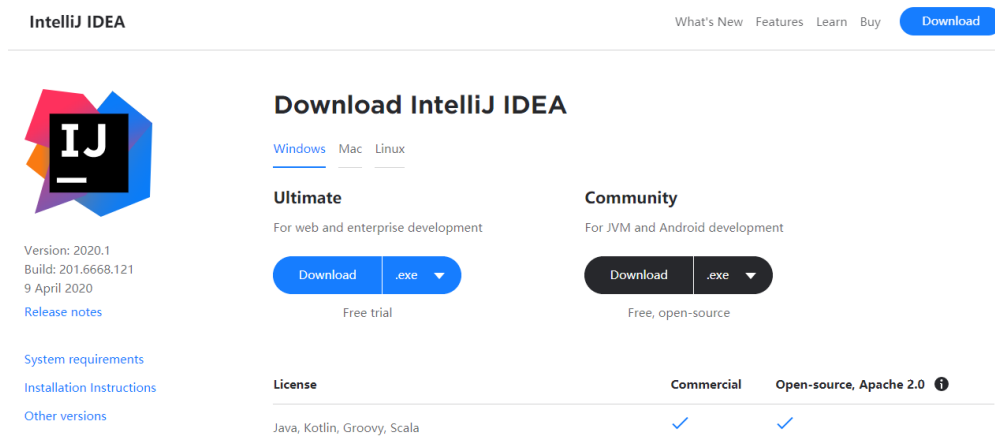 IntelliJ IDEA
What's New Features Learn Buy Download
IJ
Download IntelliJ IDEA
Windows Mac Linux
Ultimate Community
For web and enterprise development For JVM and Android development
Version: 2020.1
Build: 201.6668.121
9 April 2020
Release notes
Download .exe Download .exe
Free trial Free, open-source
System requirements
Installation Instructions
Other versions
License Commercial Open-source, Apache 2.0
Java, Kotlin, Groovy, Scala